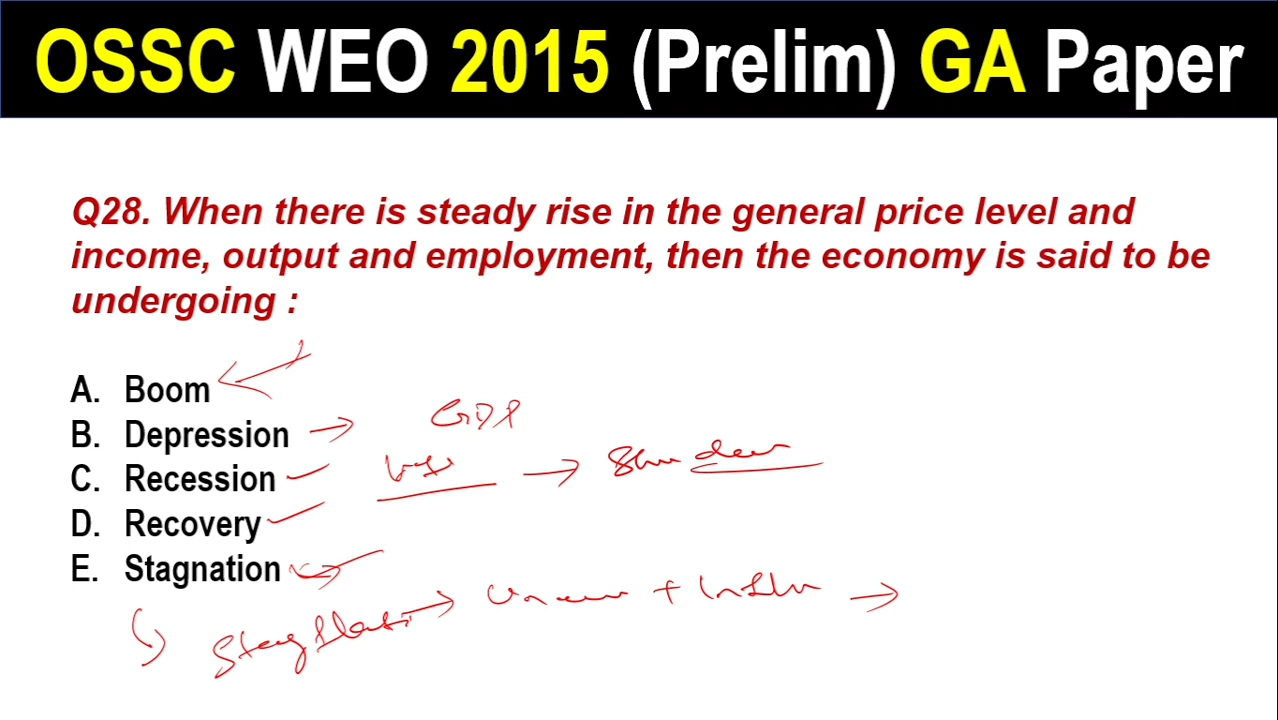 OSSC WEO 2015 (Prelim) GA Paper
Q28. When there is steady rise in the general price level and
income, output and employment, then the economy is said to be
undergoing :
A. Boom
B. Depression
GDP
C. Recession
D. Recovery
E. Stagnation